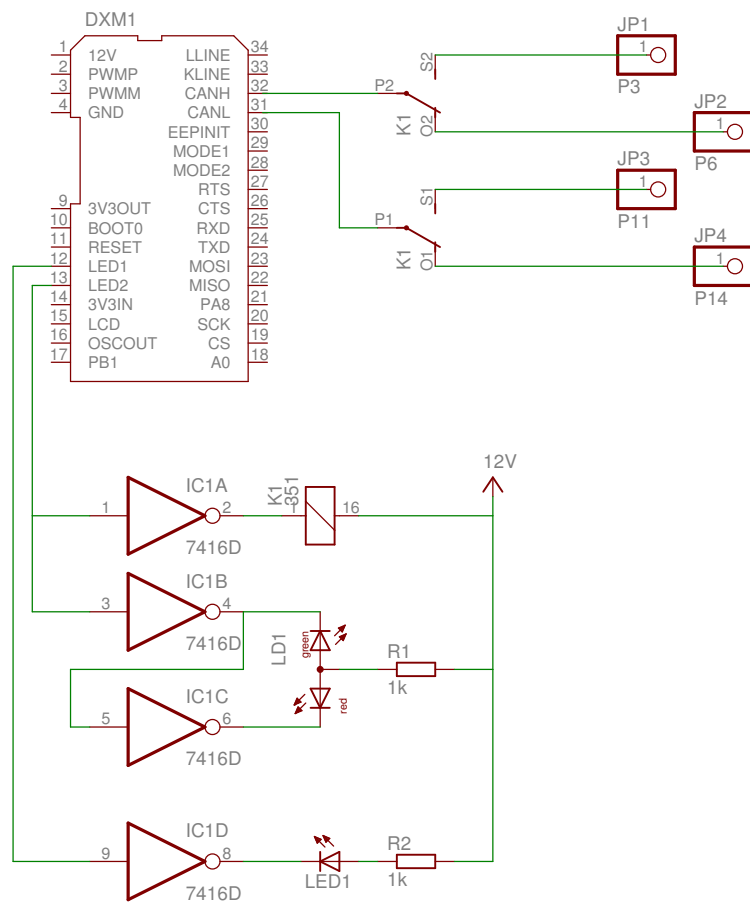 DXM1
1 12V LLINE 34
2 PWMP KLINE 33
3 PWMM CANH 32
4 GND CANL 31
EEPINIT 30
MODE1 29
MODE2 28
RTS 27
9 3V3OUT CTS 26
10 BOOT0 RXD 25
11 RESET TXD 24
12 LED1 MOSI 23
13 LED2 MISO 22
14 3V3IN PA8 21
15 LCD SCK 20
16 OSCOUT CS 19
17 PB1 A0 18
P2
K1
S2
O2
JP1
1
P3
JP2
1
P6
P1
K1
S1
O1
JP3
1
P11
JP4
1
P14
12V
IC1A
1 2
7416D
K1
351
1 16
IC1B
3 4
7416D
LD1
green
red
R1
1k
IC1C
5 6
7416D
IC1D
9 8
7416D
LED1
R2
1k